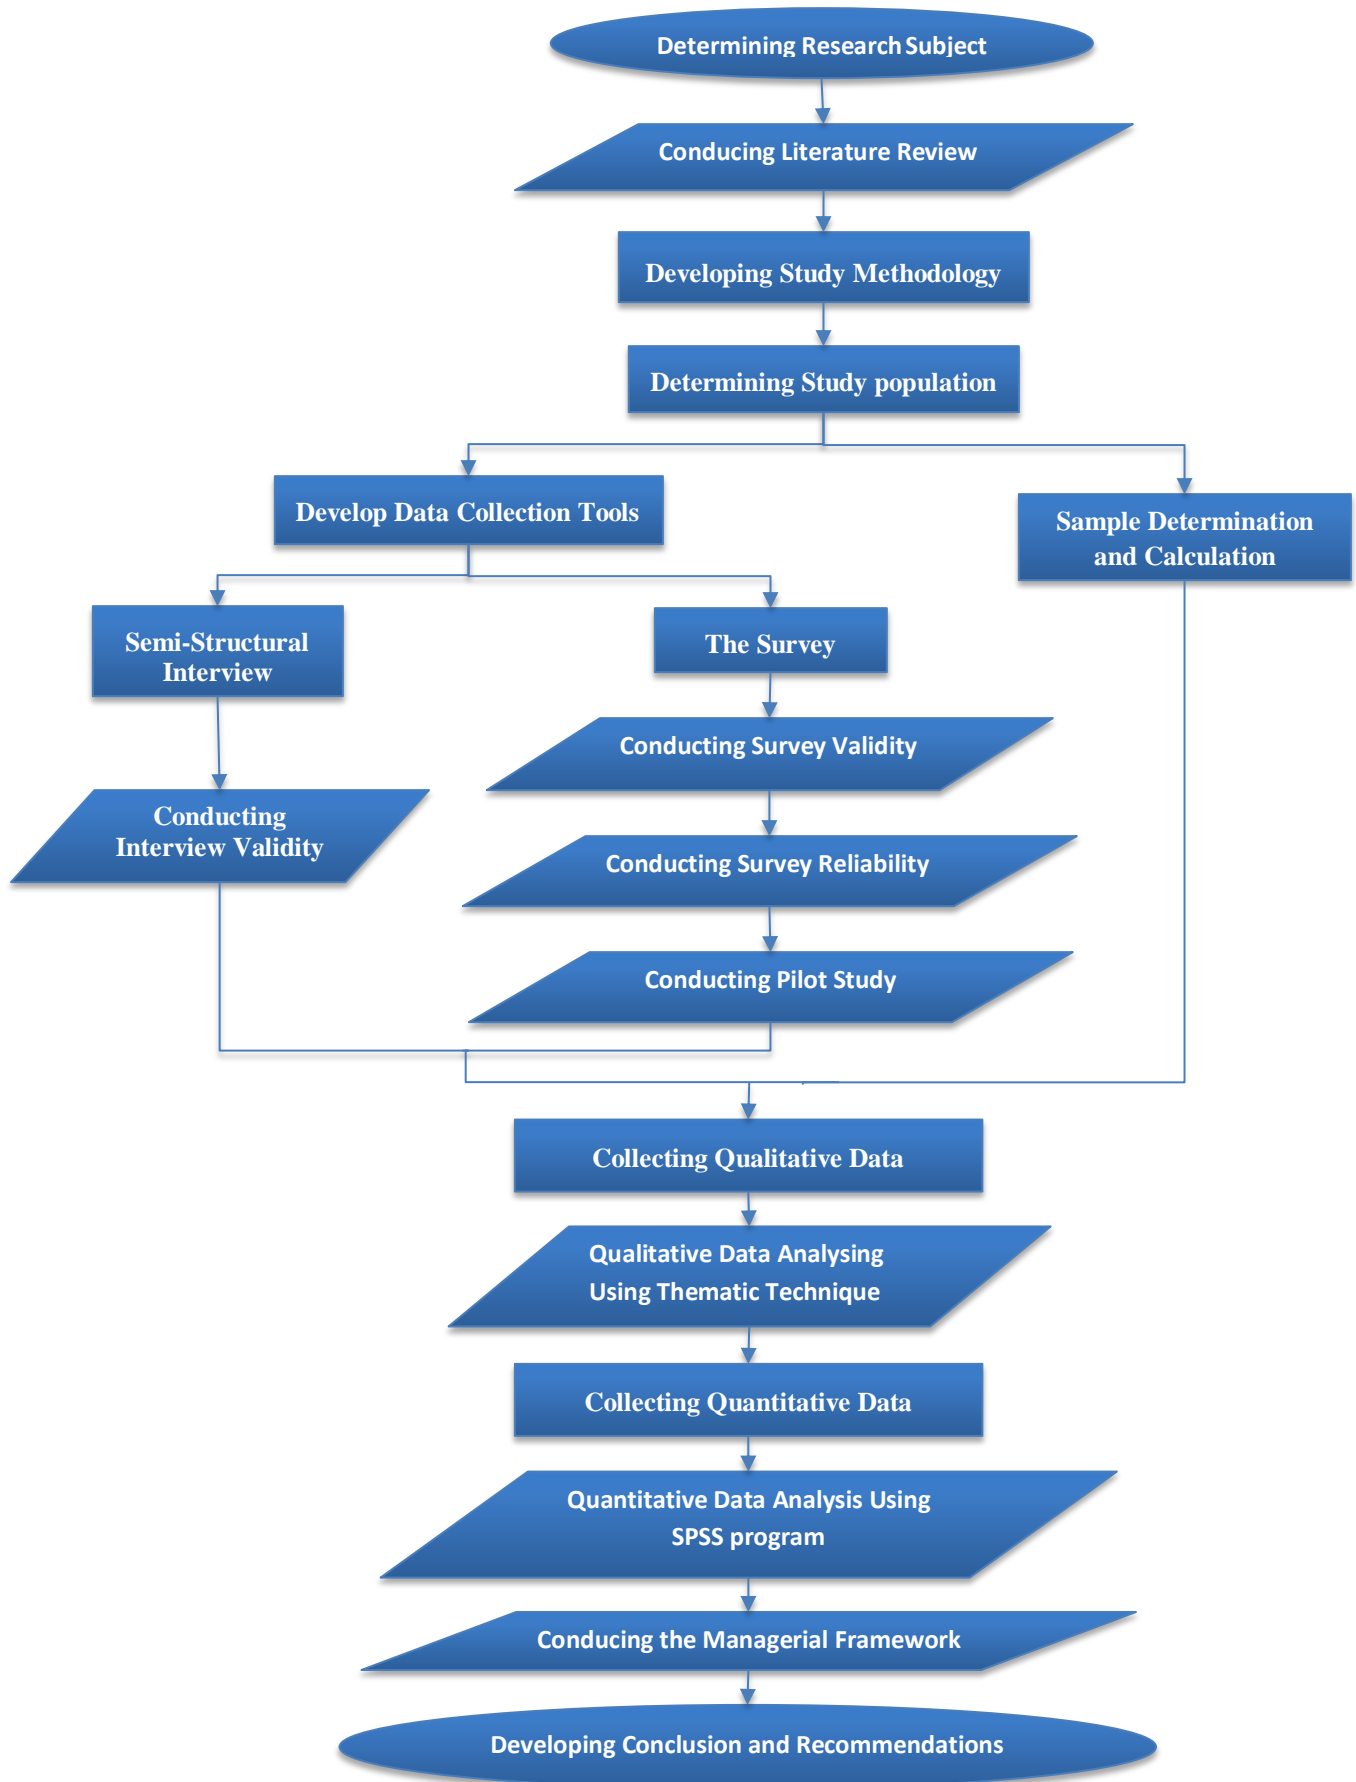 Determining Research Subject
Conducing Literature Review
Developing Study Methodology
Determining Study population
Develop Data Collection Tools
Sample Determination
and Calculation
Semi-Structural
Interview
The Survey
Conducting Survey Validity
Conducting
Interview Validity
Conducting Survey Reliability
Conducting Pilot Study
Collecting Qualitative Data
Qualitative Data Analysing
Using Thematic Technique
Collecting Quantitative Data
Quantitative Data Analysis Using
SPSS program
Conducing the Managerial Framework
Developing Conclusion and Recommendations